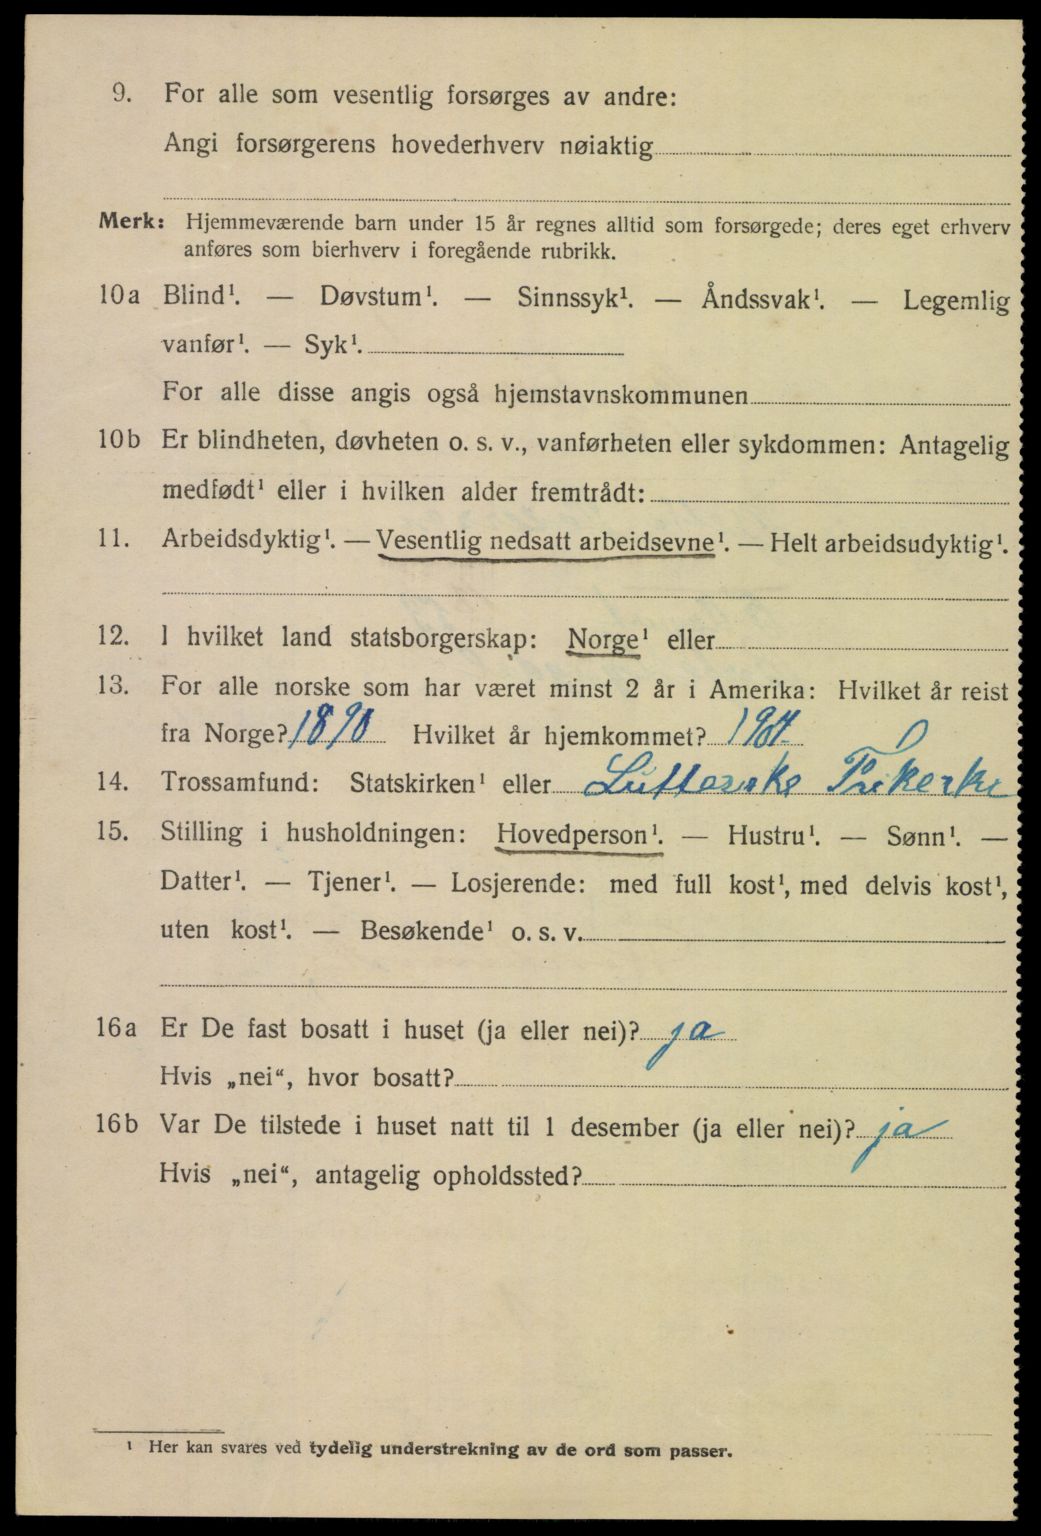 9. For alle som vesentlig forsørges av andre:
Angi forsørgerens hovederhverv nøiaktig
Merk: Hjemmeværende barn under 15 år regnes alltid som forsørgede; deres eget erhverv
anføres som bierhverv i foregående rubrikk.
10a Blind¹. — Døvstum¹. — Sinnssyk¹. — Åndssvak¹. — Legemlig
vanfør¹. — Syk¹.
For alle disse angis også hjemstavnskommunen
10b Er blindheten, døvheten o. s. v., vanførheten eller sykdommen: Antagelig
medfødt¹ eller i hvilken alder fremtrådt:
11. Arbeidsdyktig¹. — Vesentlig nedsatt arbeidsevne¹. — Helt arbeidsudyktig¹.
12. I hvilket land statsborgerskap: Norge¹ eller
13. For alle norske som har været minst 2 år i Amerika: Hvilket år reist
fra Norge? 1890 Hvilket år hjemkommet?
14. Trossamfund: Statskirken¹ eller
15. Stilling i husholdningen: Hovedperson¹. — Hustru¹. — Sønn¹. —
Datter¹. — Tjener¹. — Losjerende: med full kost¹, med delvis kost¹,
uten kost¹. — Besøkende¹ o. s. v.
16a Er De fast bosatt i huset (ja eller nei)? ja
Hvis „nei“, hvor bosatt?
16b Var De tilstede i huset natt til 1 desember (ja eller nei)? ja
Hvis „nei“, antagelig opholdssted?
¹ Her kan svares ved tydelig understrekning av de ord som passer.